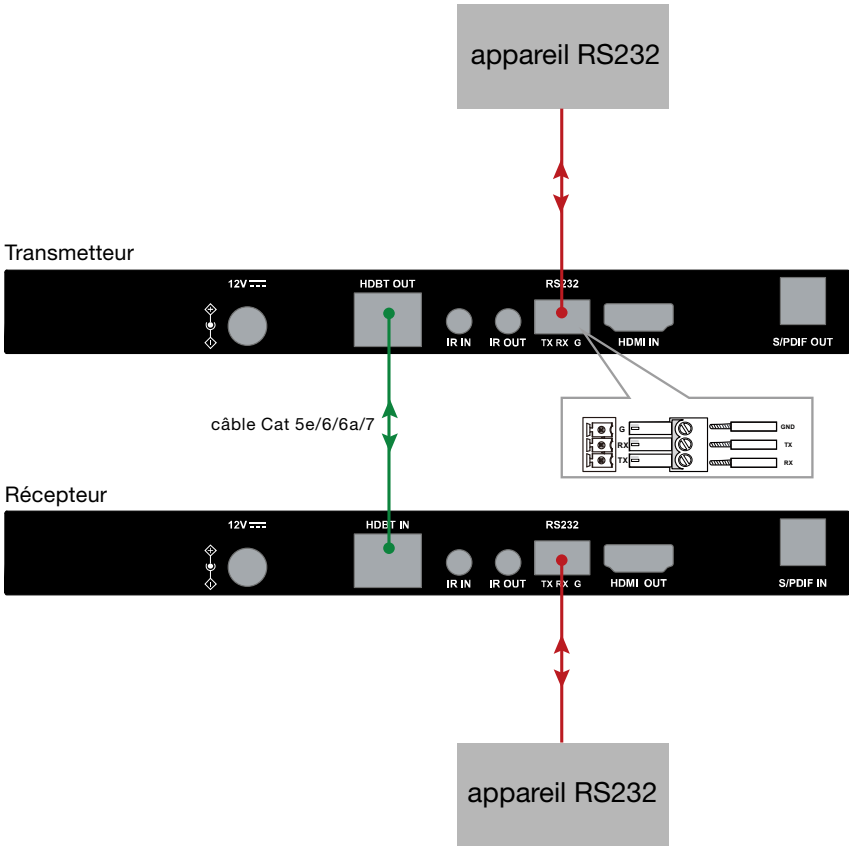 appareil RS232
Transmetteur
12V
HDBT OUT
RS232
IR IN
IR OUT
TX RX G
HDMI IN
S/PDIF OUT
G
GND
RX
TX
TX
RX
câble Cat 5e/6/6a/7
Récepteur
12V
HDBT IN
RS232
IR IN
IR OUT
TX RX G
HDMI OUT
S/PDIF IN
appareil RS232